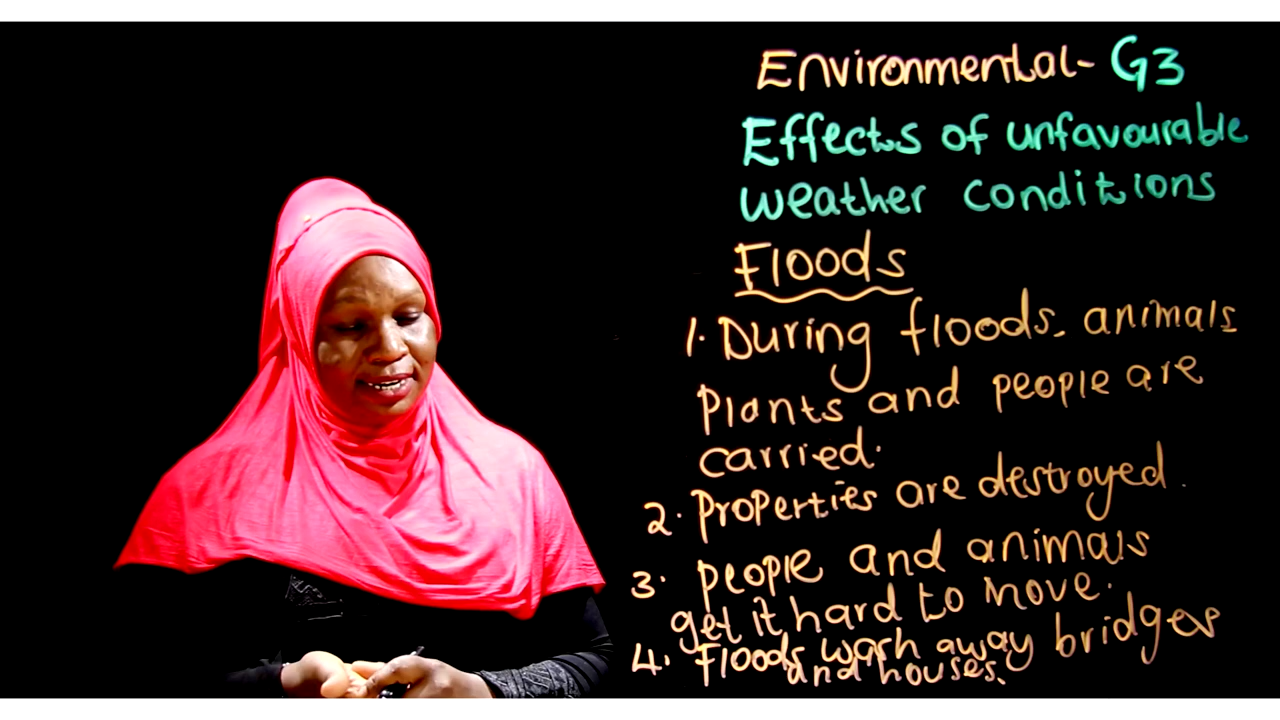 Environmental- G3
Effects of unfavourable
weather conditions
Floods
1. During floods. animals
plants and people are
carried.
2. Properties are destroyed.
3. people and animals
get it hard to move.
4. Floods wash away bridges
and houses.